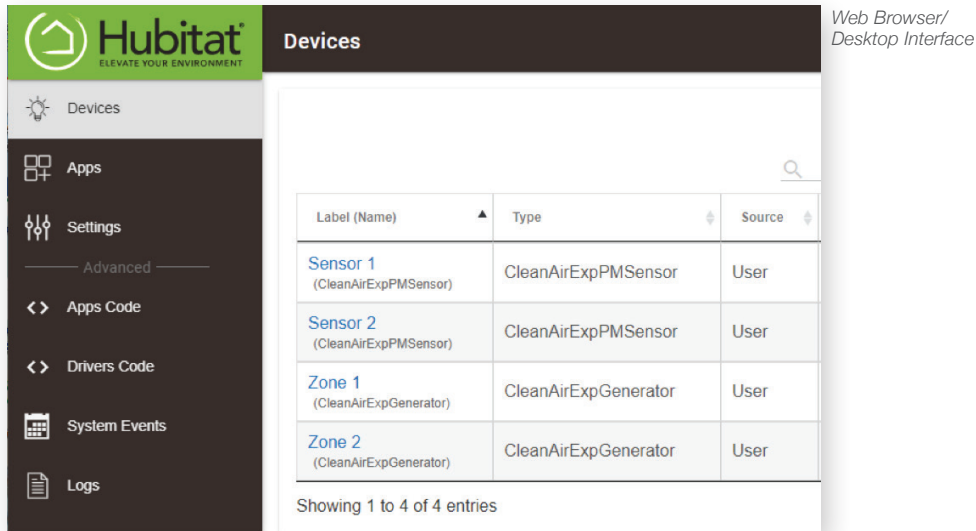 Hubitat®
ELEVATE YOUR ENVIRONMENT
Devices
Web Browser/
Desktop Interface
Devices
Apps
Settings
Advanced
Apps Code
Drivers Code
System Events
Logs
Label (Name) Type Source
Sensor 1 CleanAirExpPMSensor User
(CleanAirExpPMSensor)
Sensor 2 CleanAirExpPMSensor User
(CleanAirExpPMSensor)
Zone 1 CleanAirExpGenerator User
(CleanAirExpGenerator)
Zone 2 CleanAirExpGenerator User
(CleanAirExpGenerator)
Showing 1 to 4 of 4 entries